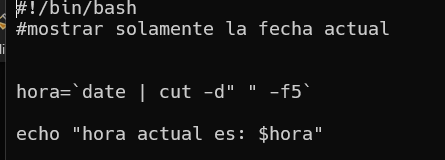 #!/bin/bash
#mostrar solamente la fecha actual
hora=`date | cut -d" " -f5`
echo "hora actual es: $hora"